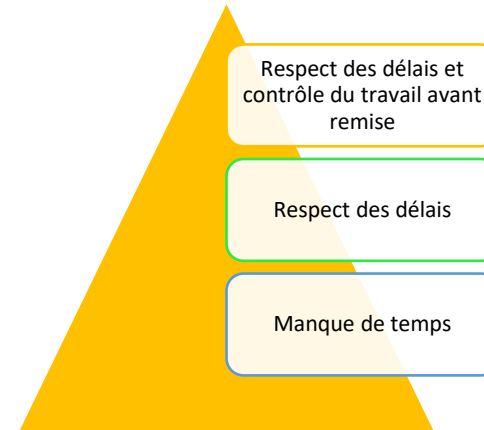 Respect des délais et
contrôle du travail avant
remise
Respect des délais
Manque de temps